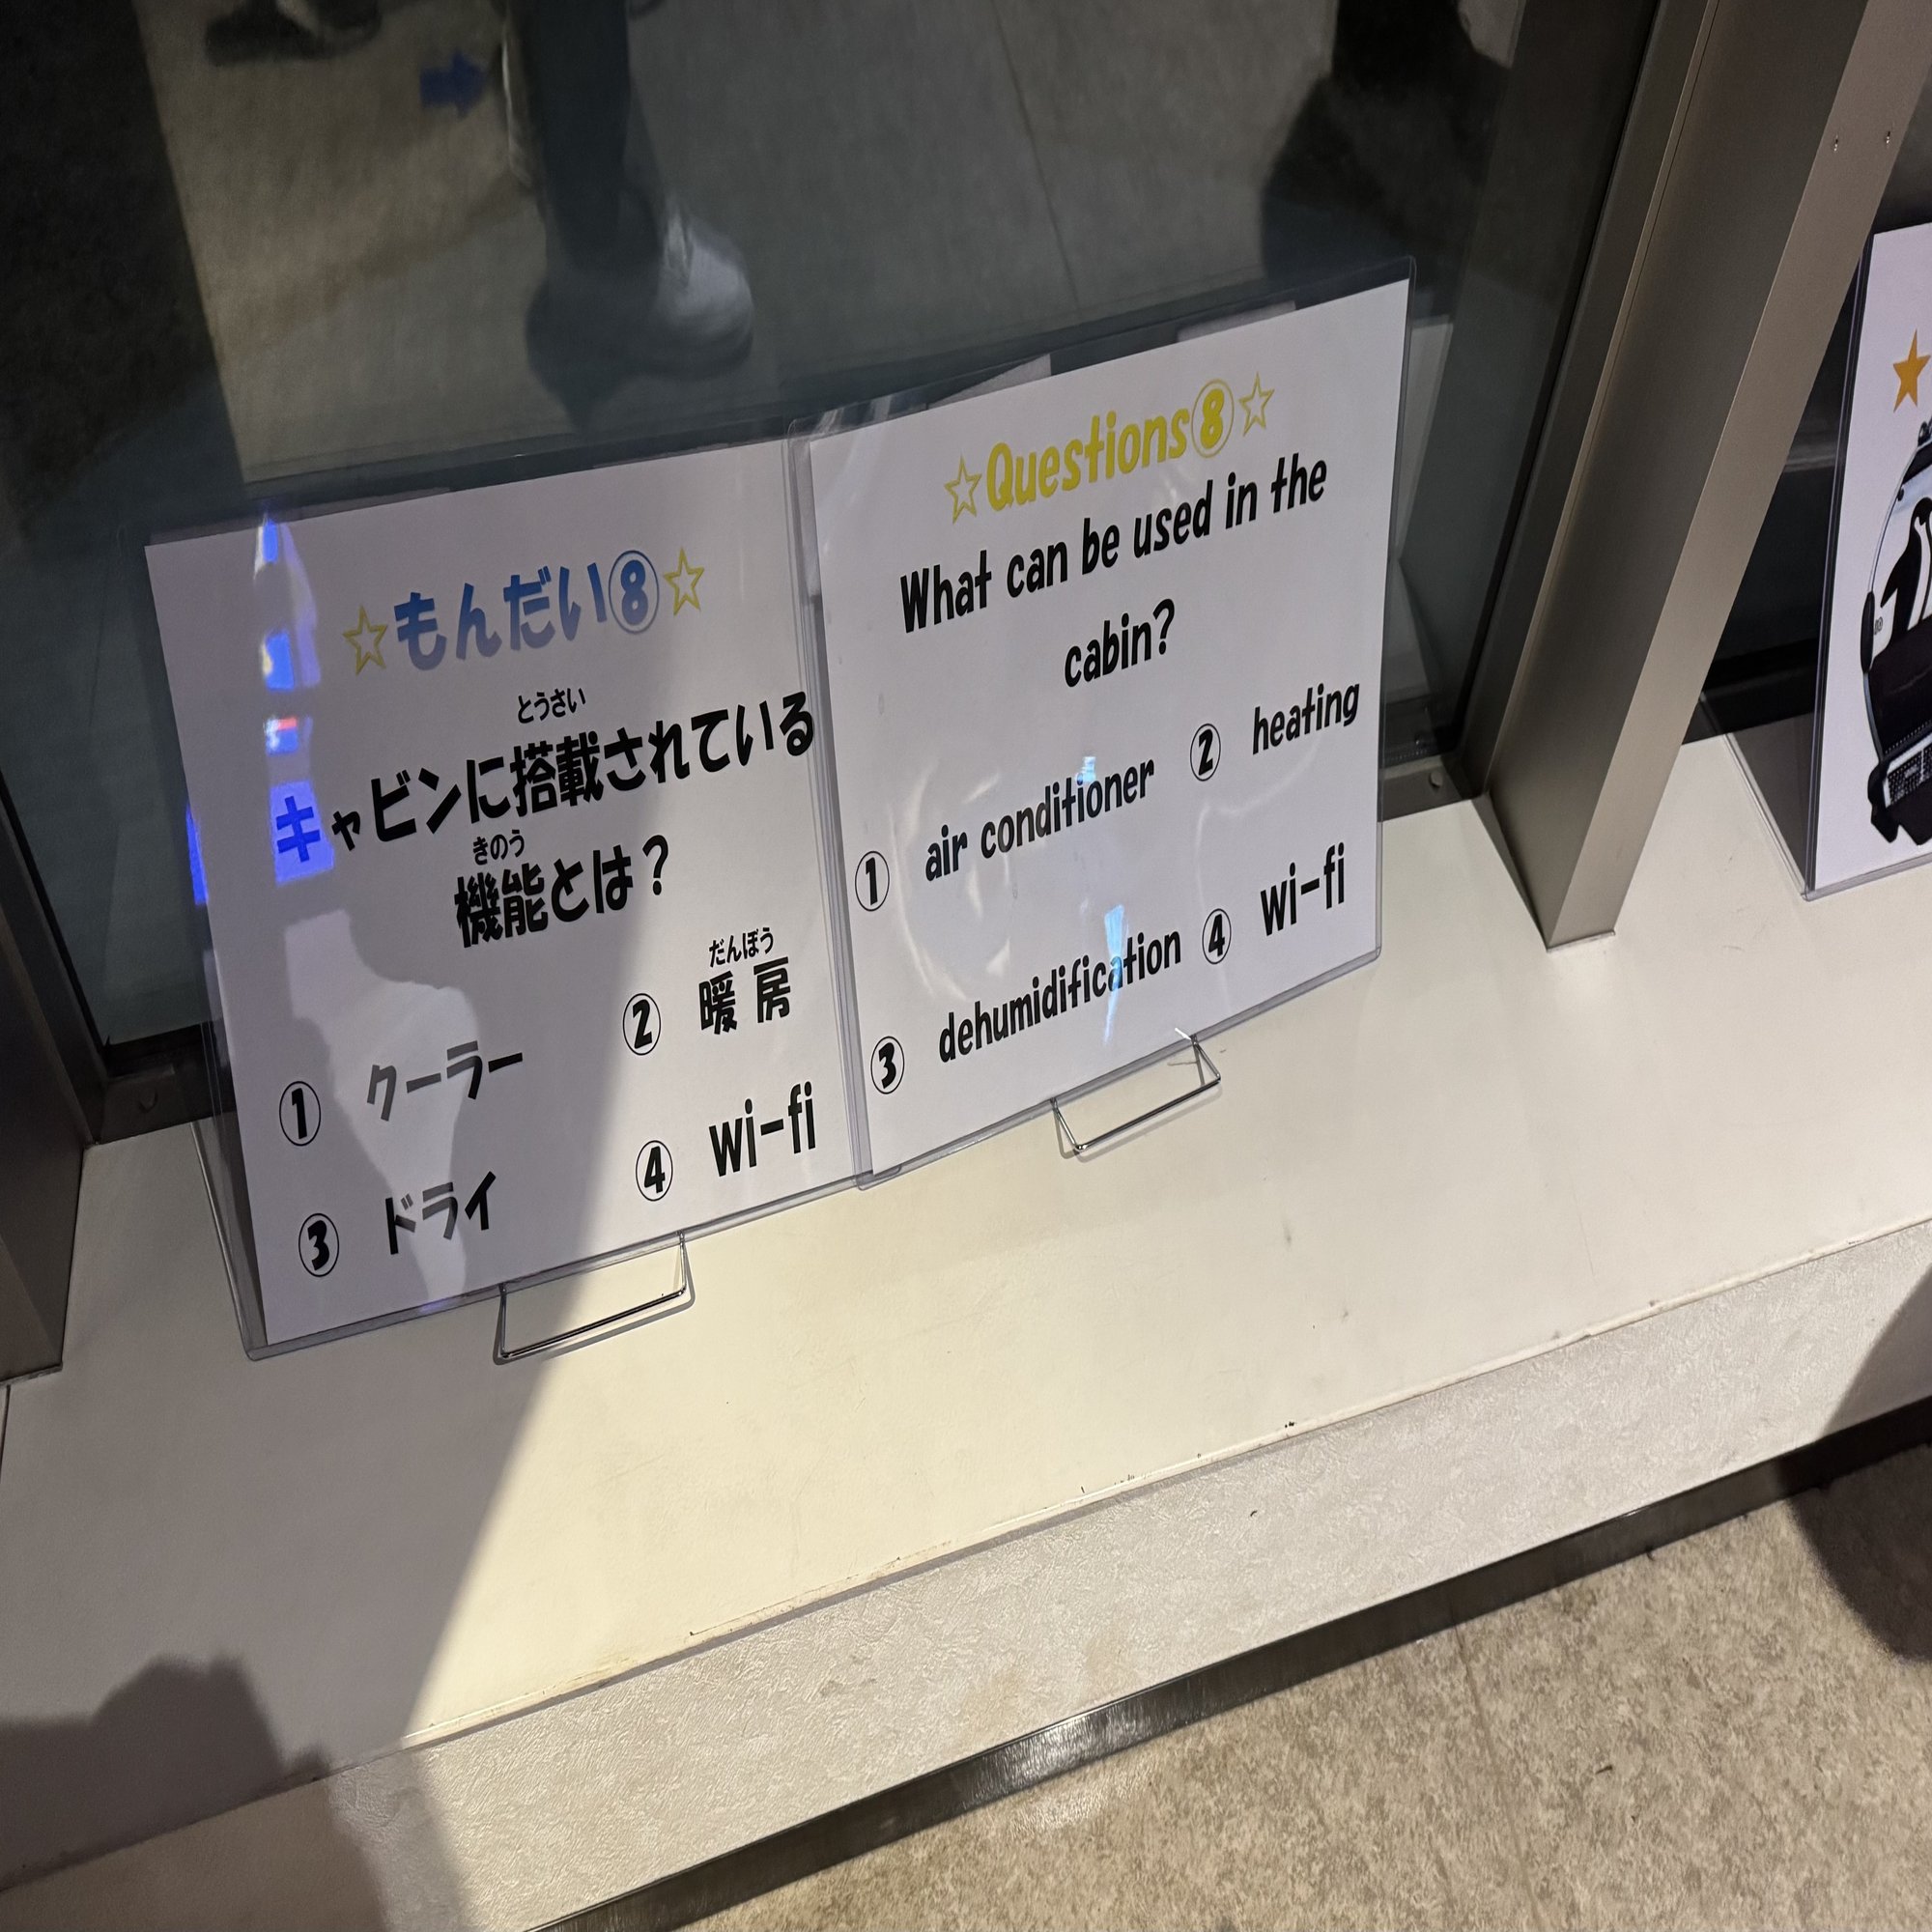 ☆もんだい⑧☆
とうさい
キャビンに搭載されている
きのう
機能とは？
だんぼう
① クーラー ② 暖房
③ ドライ ④ wi-fi
☆Questions⑧☆
What can be used in the
cabin?
① air conditioner ② heating
③ dehumidification ④ wi-fi